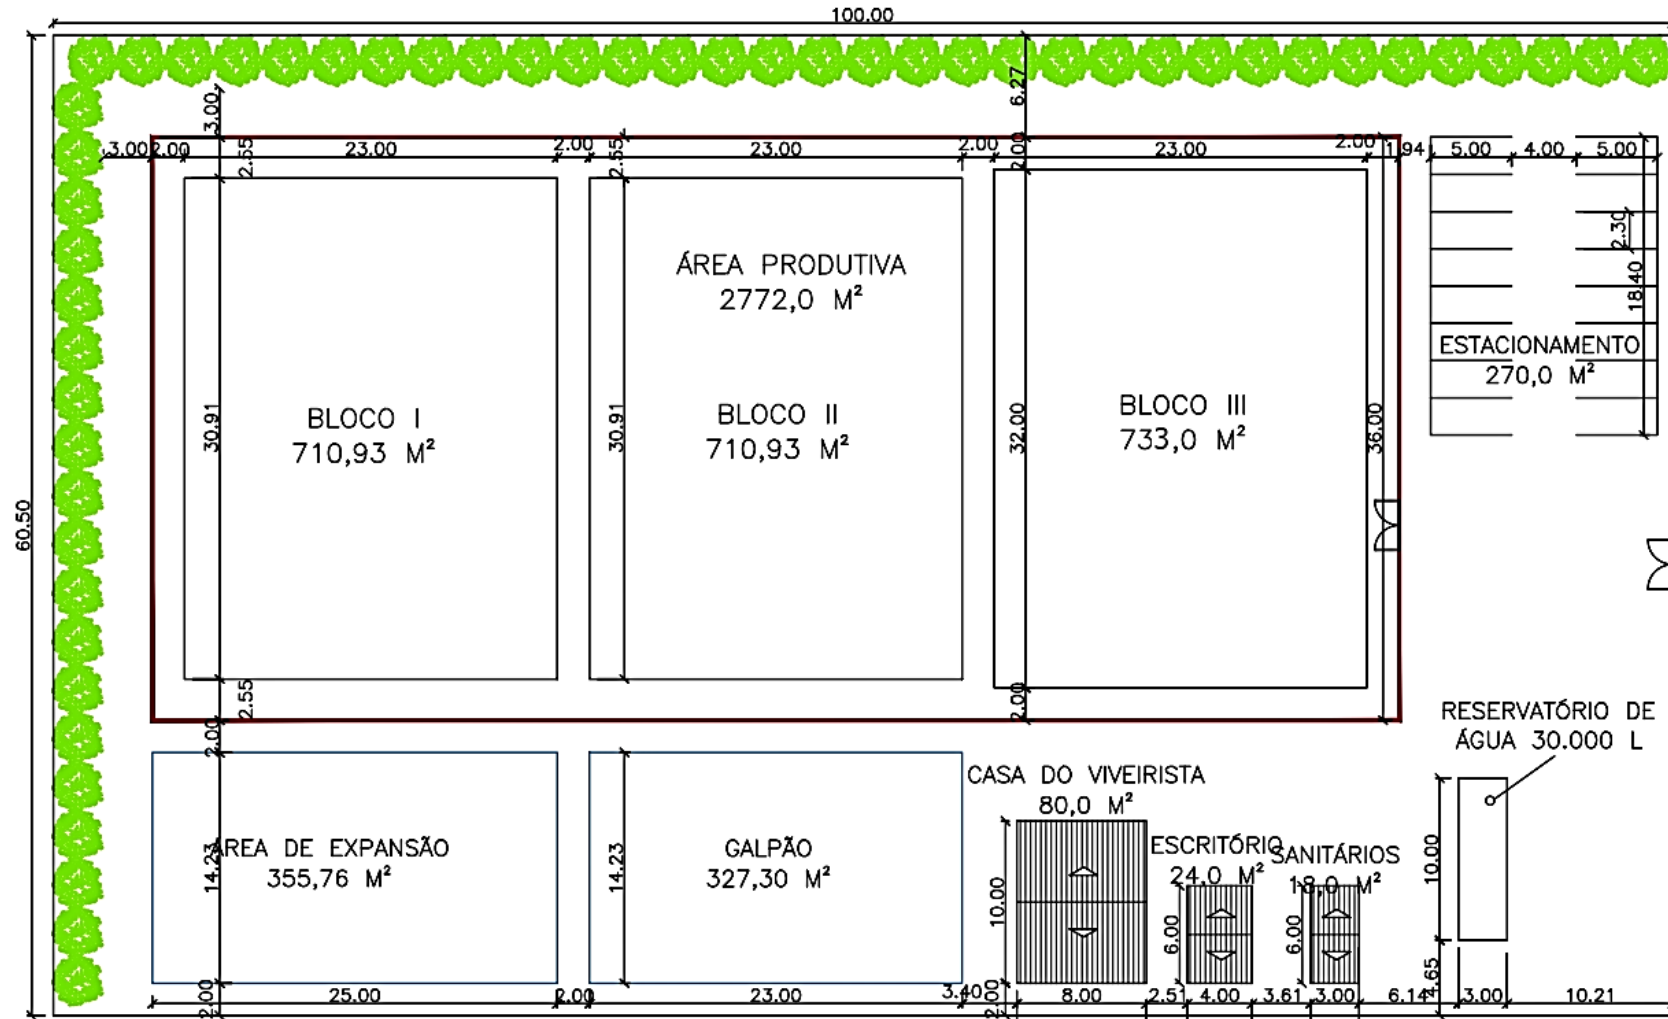 100.00
6.27
3.00
3.00
2.00
2.55
23.00
2.00
2.55
23.00
2.00
2.00
23.00
2.00
1.94
5.00
4.00
5.00
2.30
18.40
ÁREA PRODUTIVA
2772,0 M²
ESTACIONAMENTO
270,0 M²
BLOCO I
710,93 M²
BLOCO II
710,93 M²
BLOCO III
733,0 M²
30.91
30.91
32.00
36.00
60.50
2.55
2.00
2.00
RESERVATÓRIO DE
ÁGUA 30.000 L
CASA DO VIVEIRISTA
80,0 M²
ÁREA DE EXPANSÃO
355,76 M²
GALPÃO
327,30 M²
ESCRITÓRIO
24,0 M²
SANITÁRIOS
18,0 M²
14.23
14.23
10.00
6.00
6.00
10.00
4.65
2.00
25.00
2.00
23.00
3.40
2.00
8.00
2.51
4.00
3.61
3.00
6.14
3.00
10.21